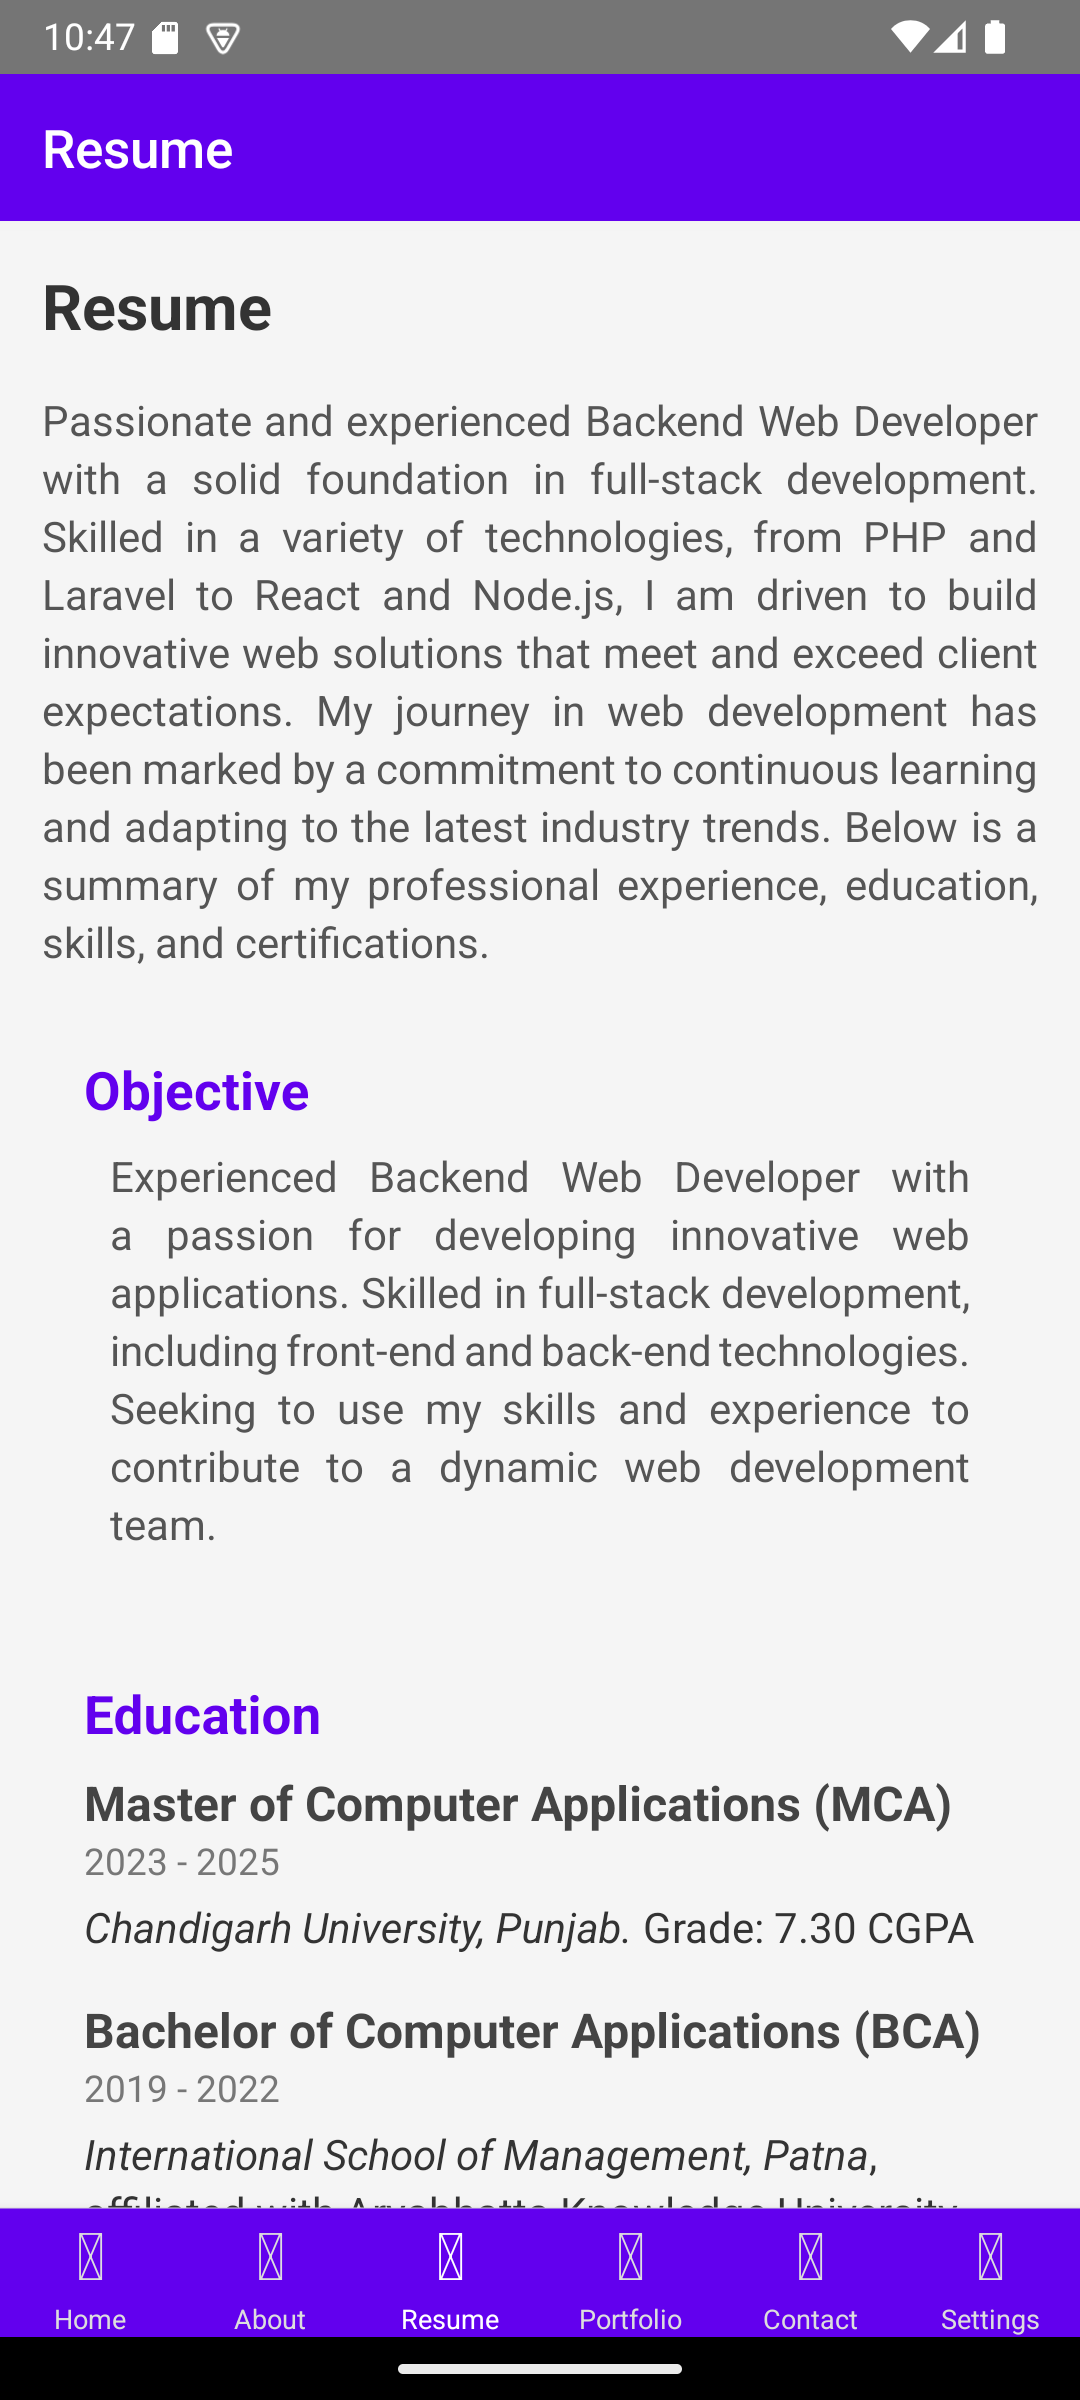 10:47
Resume
Resume
Passionate and experienced Backend Web Developer
with a solid foundation in full-stack development.
Skilled in a variety of technologies, from PHP and
Laravel to React and Node.js, I am driven to build
innovative web solutions that meet and exceed client
expectations. My journey in web development has
been marked by a commitment to continuous learning
and adapting to the latest industry trends. Below is a
summary of my professional experience, education,
skills, and certifications.
Objective
Experienced Backend Web Developer with
a passion for developing innovative web
applications. Skilled in full-stack development,
including front-end and back-end technologies.
Seeking to use my skills and experience to
contribute to a dynamic web development
team.
Education
Master of Computer Applications (MCA)
2023 - 2025
Chandigarh University, Punjab. Grade: 7.30 CGPA
Bachelor of Computer Applications (BCA)
2019 - 2022
International School of Management, Patna,
affiliated with Aryabhatta Knowledge University
Home
About
Resume
Portfolio
Contact
Settings